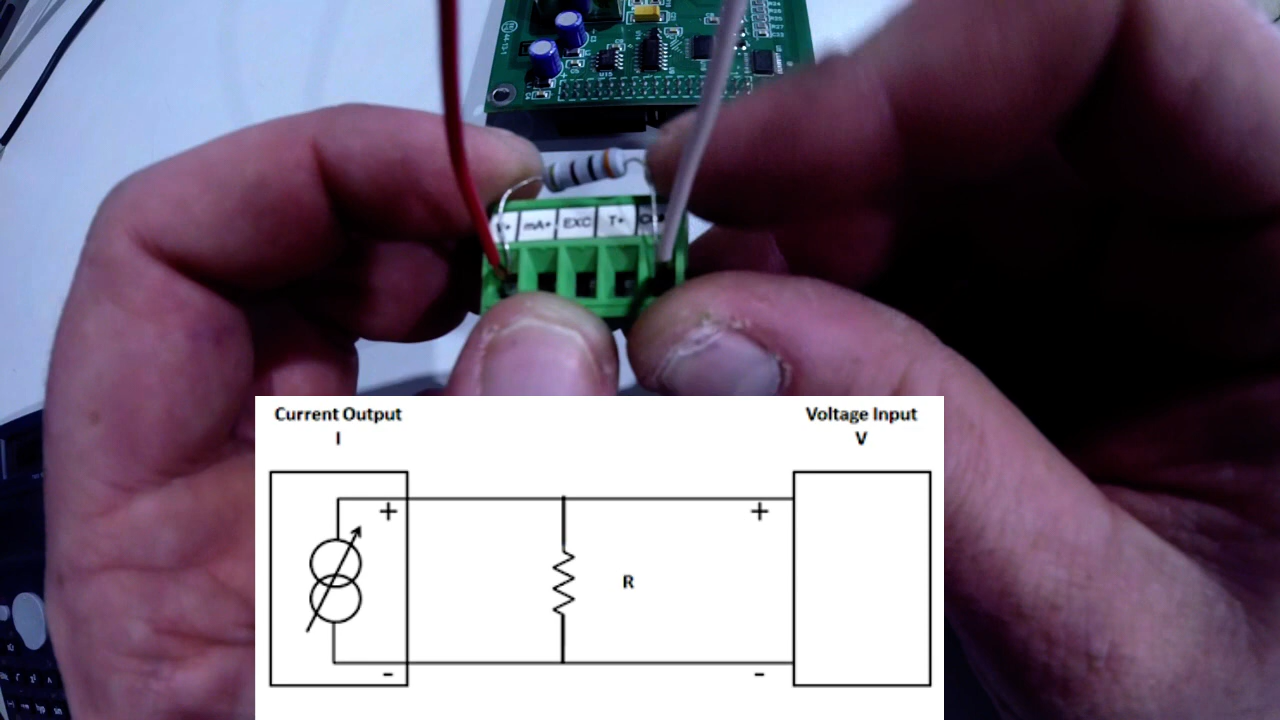 mA+ EXC T+
Current Output
I
Voltage Input
V
+
+
R
-
-